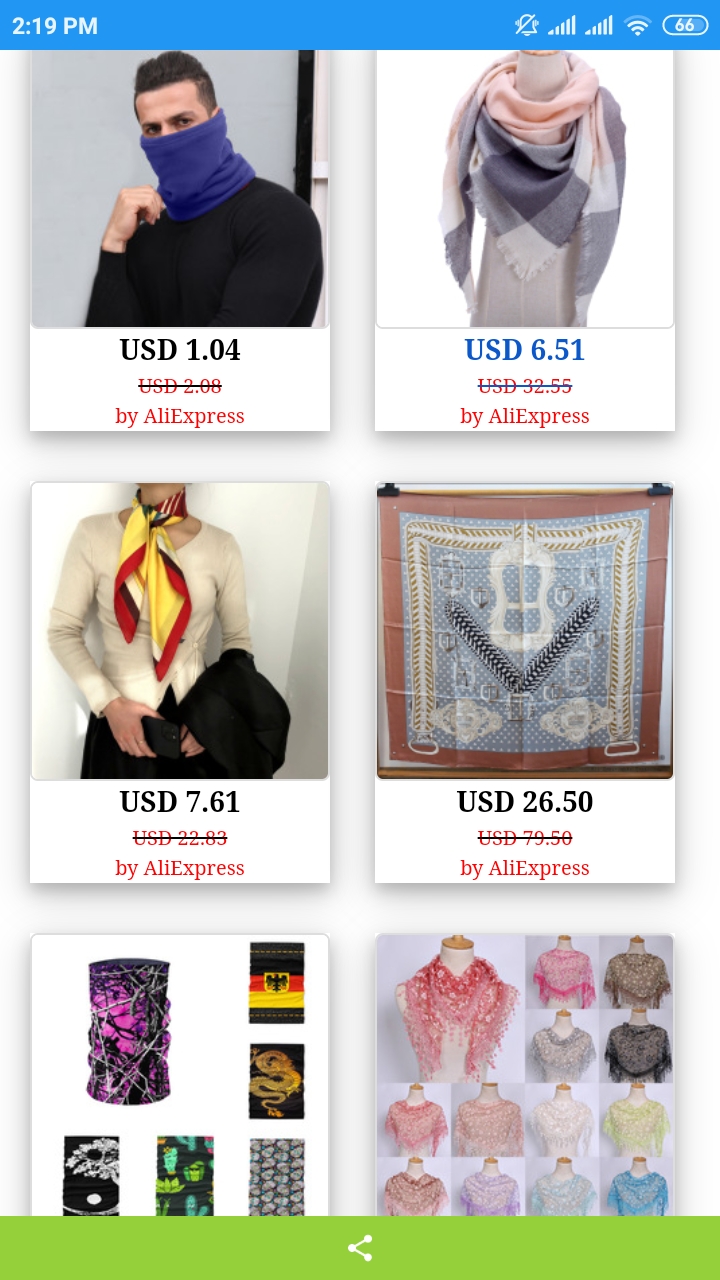 2:19 PM
66
USD 1.04
USD 2.08
by AliExpress
USD 6.51
USD 32.55
by AliExpress
USD 7.61
USD 22.83
by AliExpress
USD 26.50
USD 79.50
by AliExpress